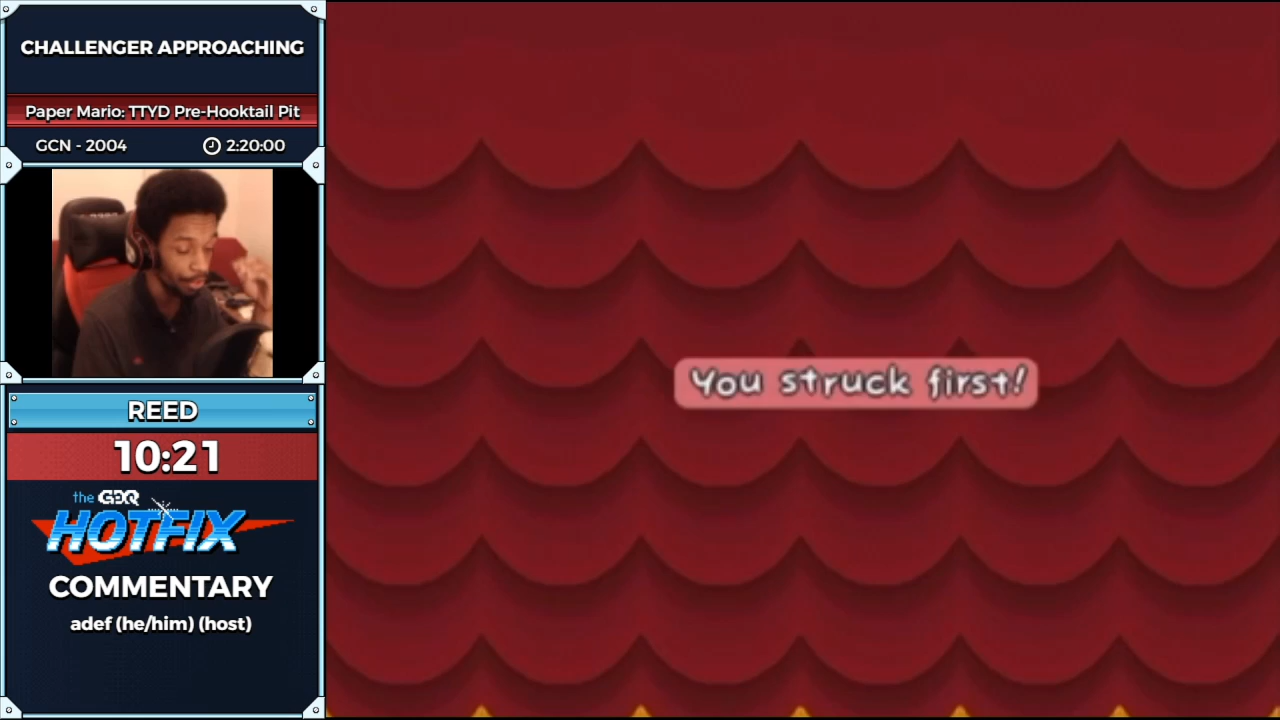 CHALLENGER APPROACHING
Paper Mario: TTYD Pre-Hooktail Pit
GCN - 2004 2:20:00
REED
10:21
the GDQ
HOTFIX
COMMENTARY
adef (he/him) (host)
You struck first!